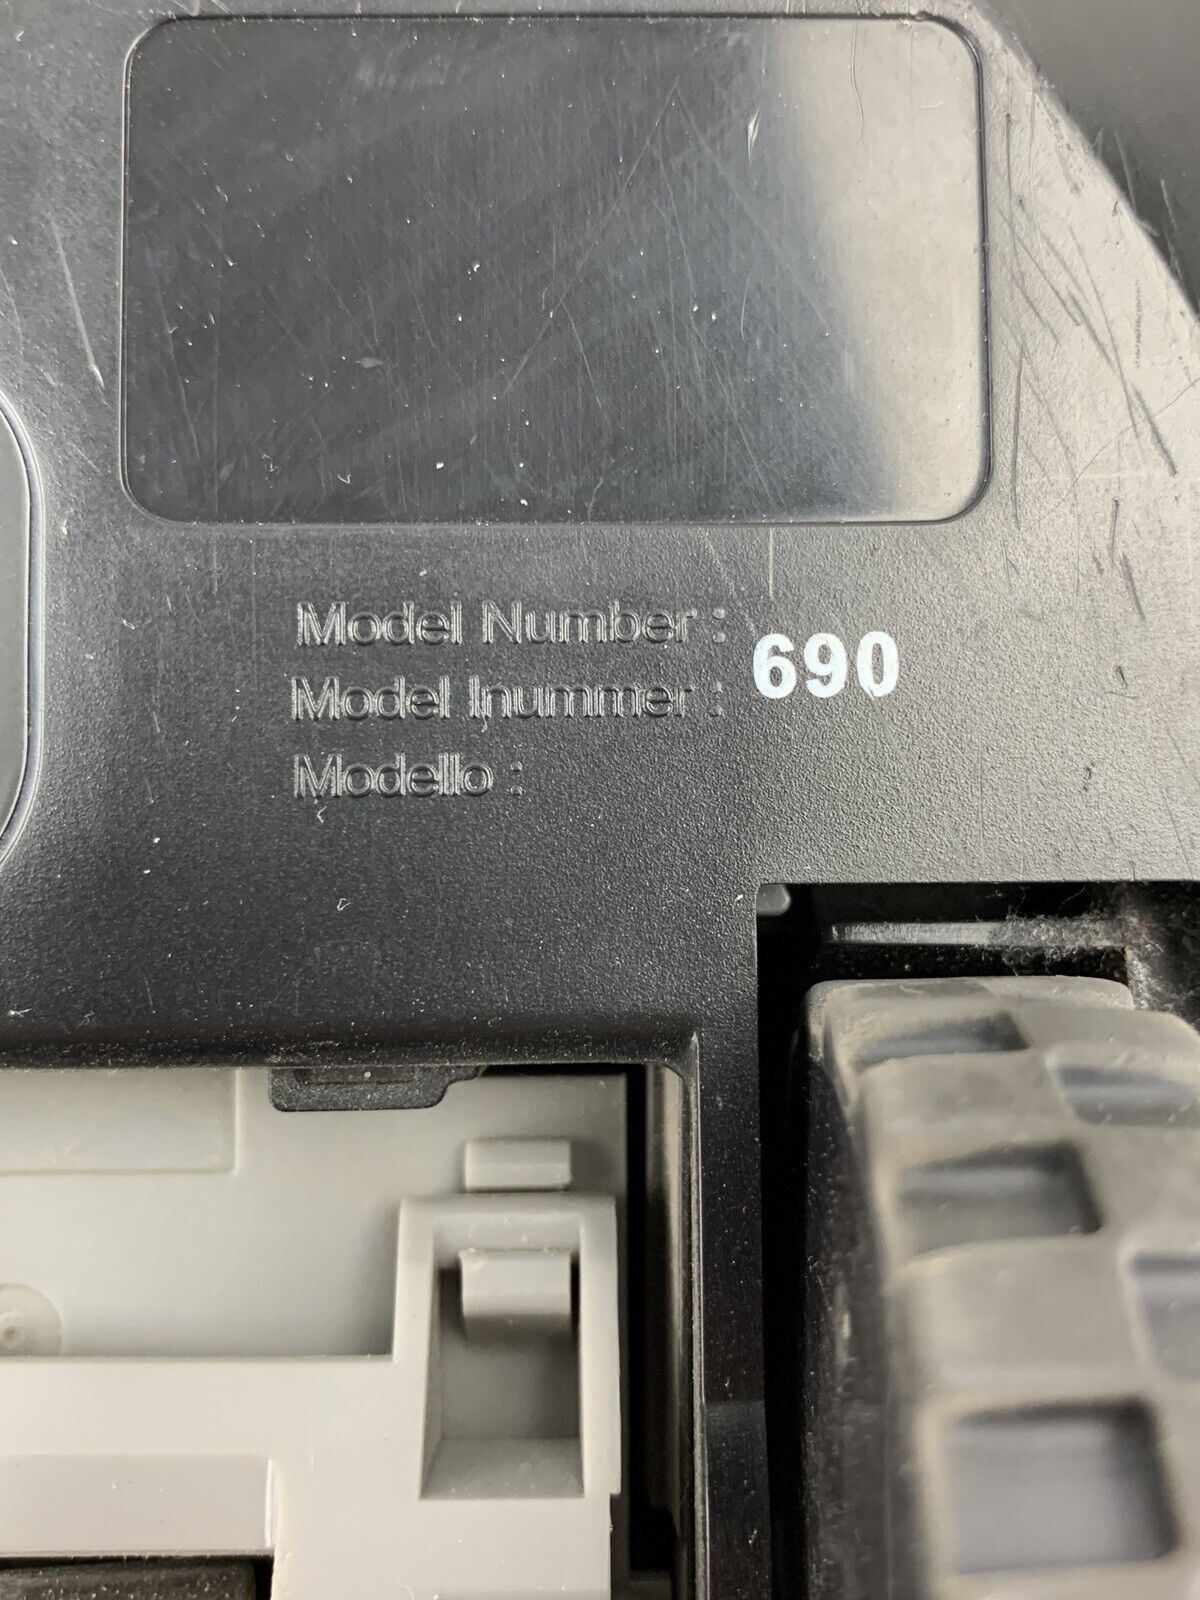 Model Number :
690
Model Inummer :
Modello :